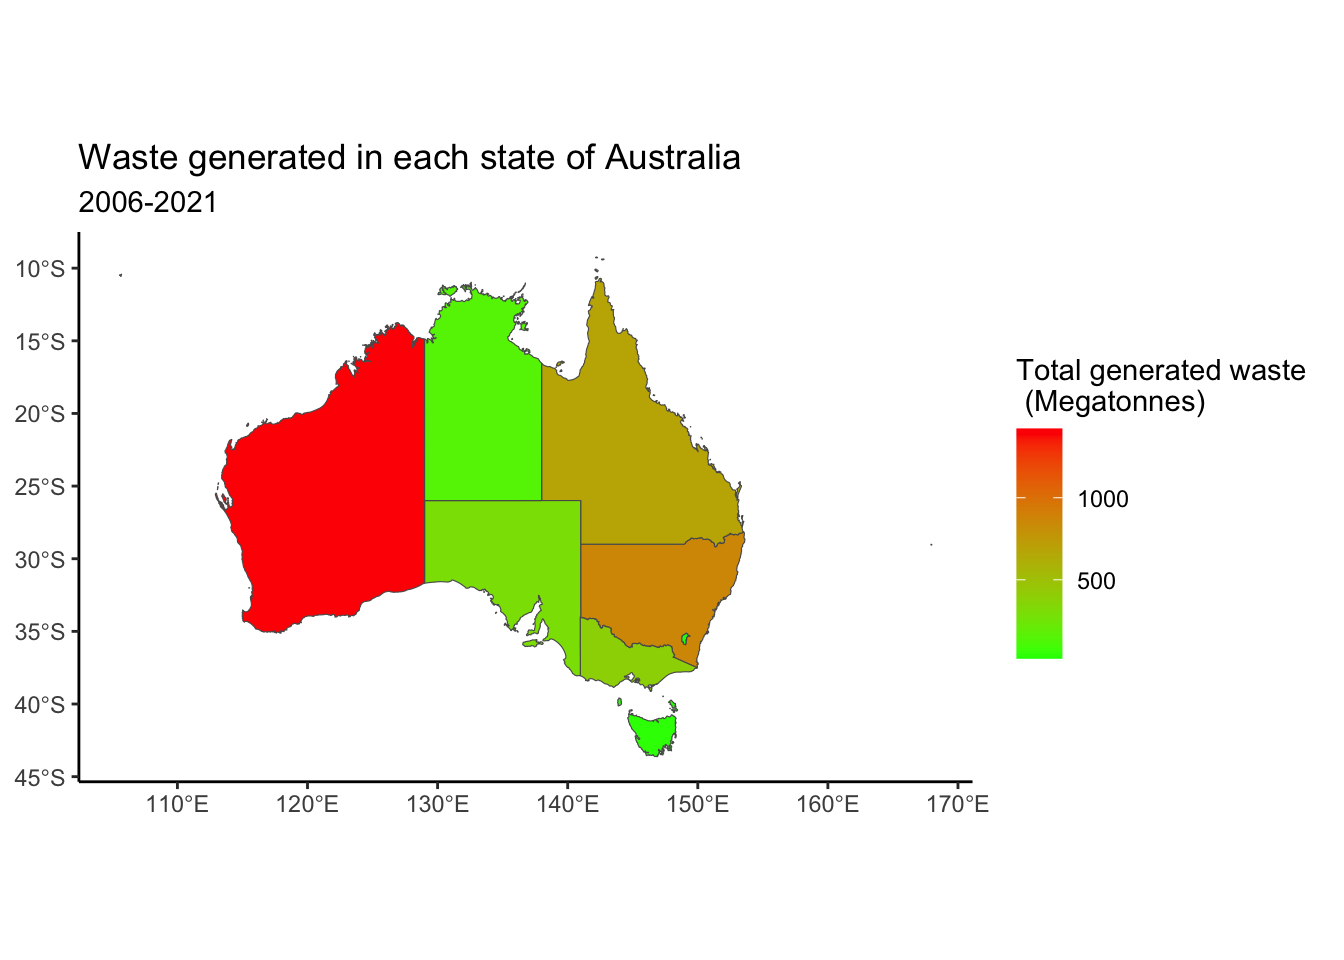 Waste generated in each state of Australia
2006-2021
10°S
15°S
20°S
25°S
30°S
35°S
40°S
45°S
110°E
120°E
130°E
140°E
150°E
160°E
170°E
Total generated waste
(Megatonnes)
1000
500